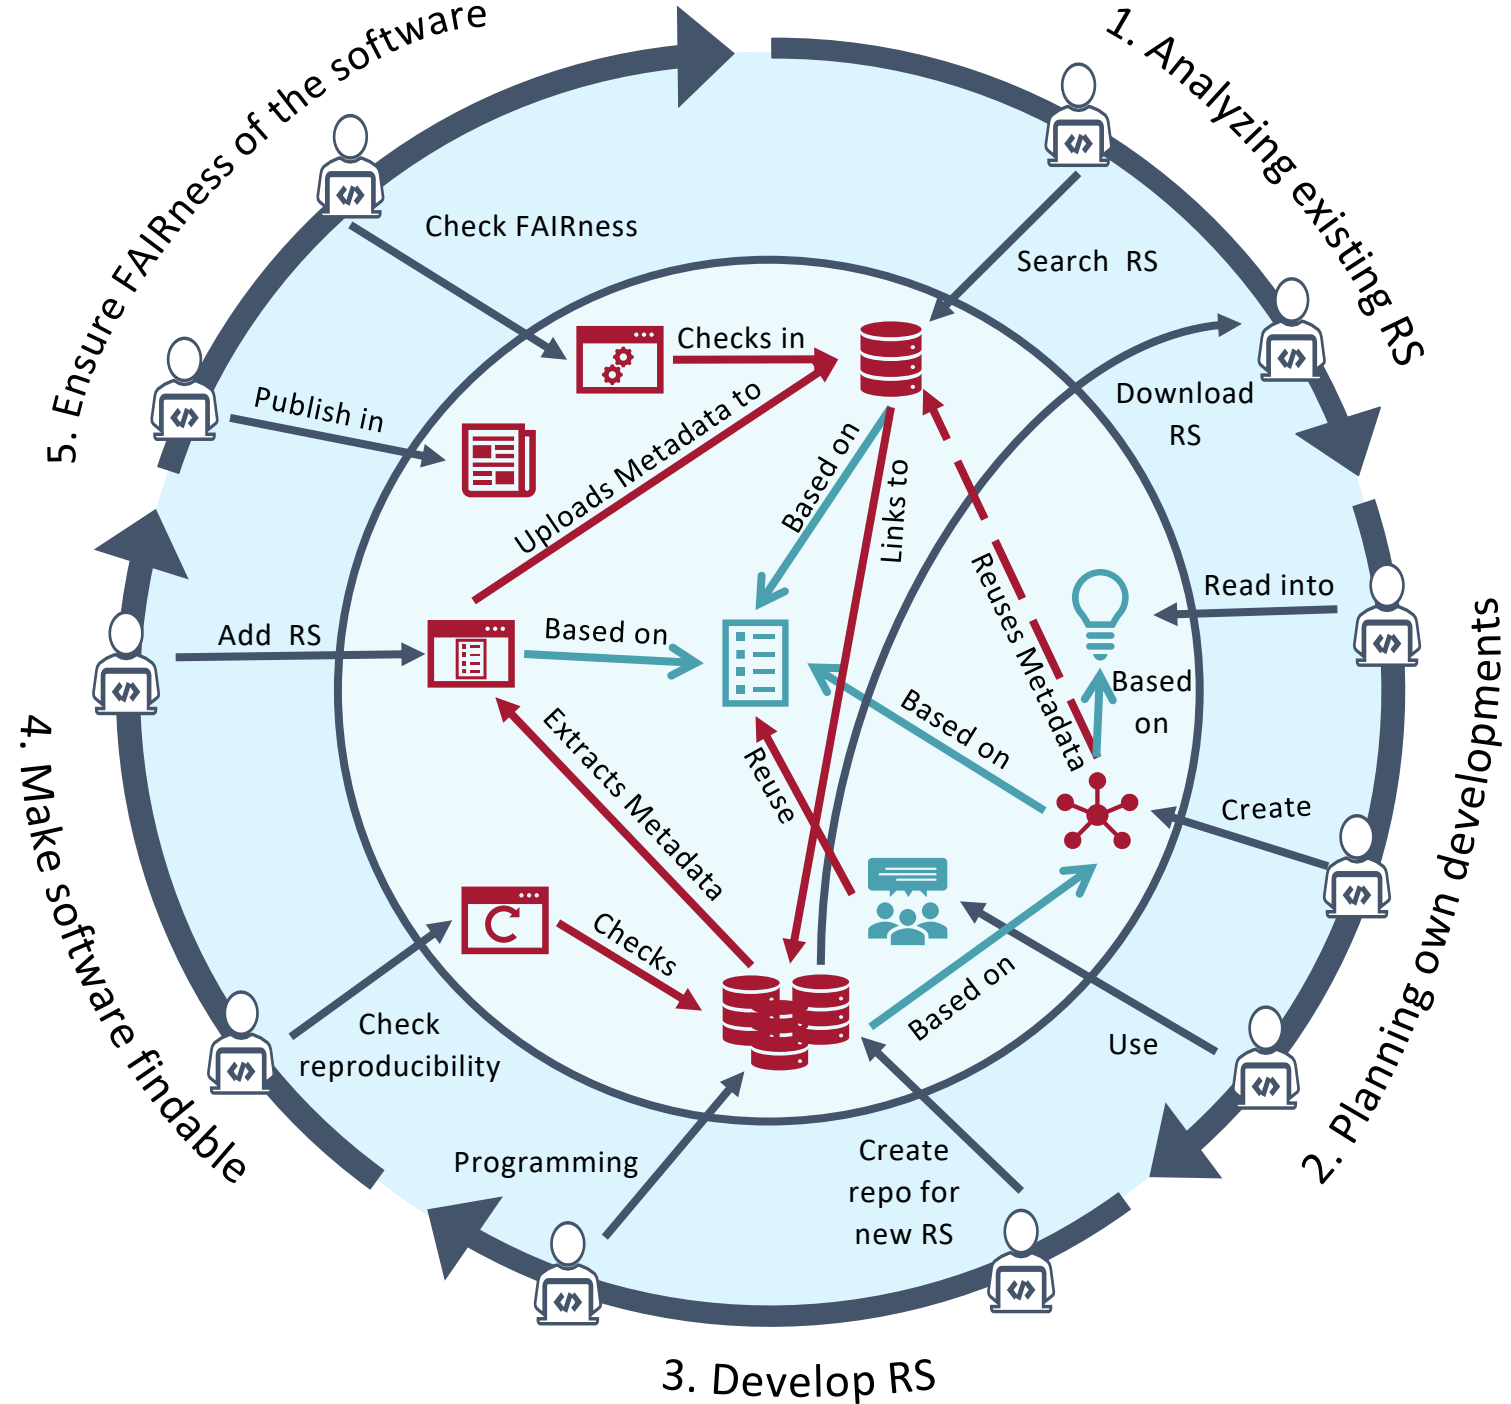 1. Analyzing existing RS
2. Planning own developments
3. Develop RS
4. Make software findable
5. Ensure FAIRness of the software
Check FAIRness
Search RS
Checks in
Download
RS
Publish in
Uploads Metadata to
Based on
Links to
Reuses Metadata
Read into
Add RS
Based on
Based
on
Based on
Extracts Metadata
Reuse
Create
Checks
Based on
Check
reproducibility
Use
Programming
Create
repo for
new RS